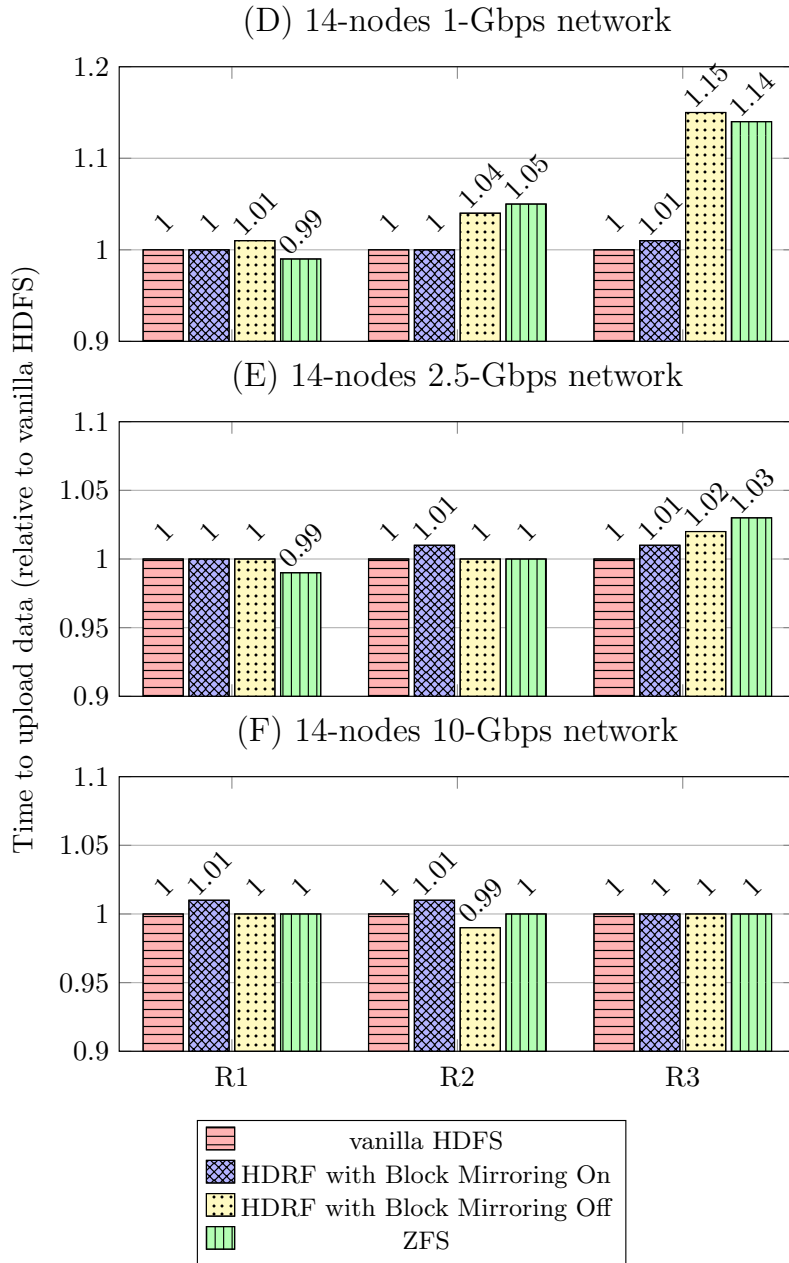 (D) 14-nodes 1-Gbps network
1.2
1.1
1
0.9
1 1 1.01 0.99 1 1 1.04 1.05 1 1.01 1.15 1.14
Time to upload data (relative to vanilla HDFS)
(E) 14-nodes 2.5-Gbps network
1.1
1.05
1
0.95
0.9
1 1 1 0.99 1 1.01 1 1 1 1.01 1.02 1.03
(F) 14-nodes 10-Gbps network
1.1
1.05
1
0.95
0.9
1 1.01 1 1 1 1.01 0.99 1 1 1 1 1
R1 R2 R3
vanilla HDFS
HDRF with Block Mirroring On
HDRF with Block Mirroring Off
ZFS